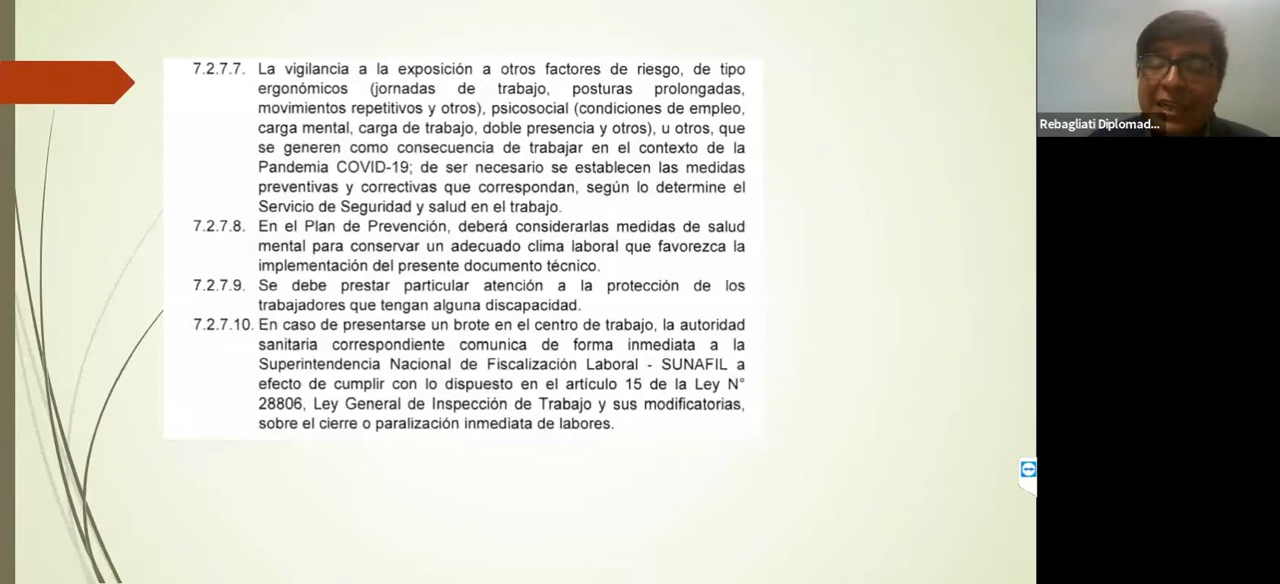 7.2.7.7. La vigilancia a la exposición a otros factores de riesgo, de tipo
ergonómicos (jornadas de trabajo, posturas prolongadas,
movimientos repetitivos y otros), psicosocial (condiciones de empleo,
carga mental, carga de trabajo, doble presencia y otros), u otros, que
se generen como consecuencia de trabajar en el contexto de la
Pandemia COVID-19; de ser necesario se establecen las medidas
preventivas y correctivas que correspondan, según lo determine el
Servicio de Seguridad y salud en el trabajo.
7.2.7.8. En el Plan de Prevención, deberá considerarlas medidas de salud
mental para conservar un adecuado clima laboral que favorezca la
implementación del presente documento técnico.
7.2.7.9. Se debe prestar particular atención a la protección de los
trabajadores que tengan alguna discapacidad.
7.2.7.10. En caso de presentarse un brote en el centro de trabajo, la autoridad
sanitaria correspondiente comunica de forma inmediata a la
Superintendencia Nacional de Fiscalización Laboral - SUNAFIL a
efecto de cumplir con lo dispuesto en el artículo 15 de la Ley N°
28806, Ley General de Inspección de Trabajo y sus modificatorias,
sobre el cierre o paralización inmediata de labores.
Rebagliati Diplomad...